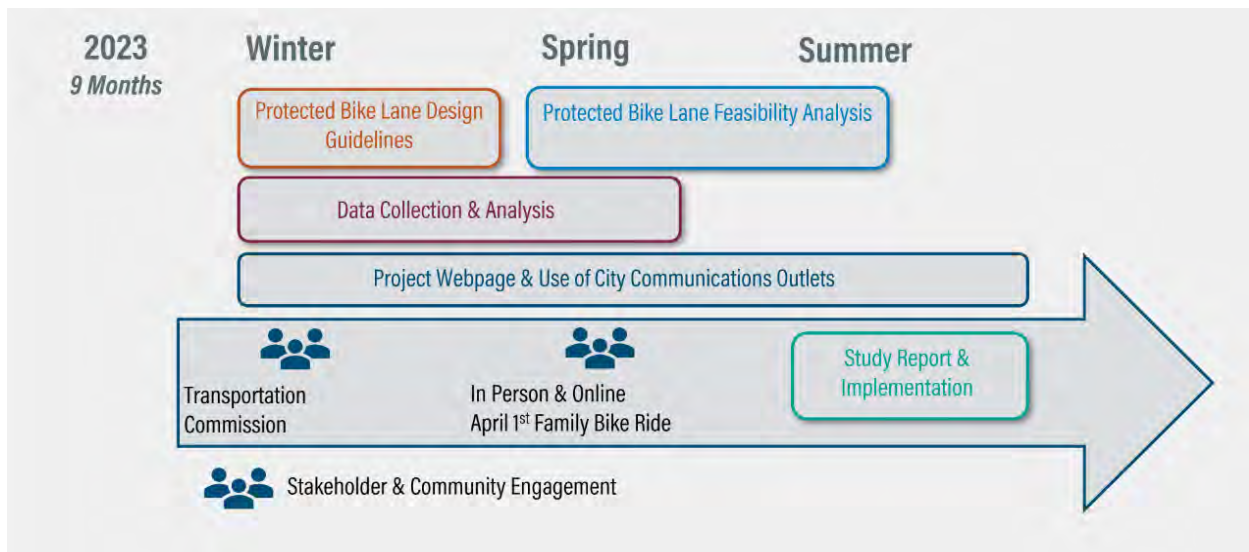 2023
9 Months
Winter
Spring
Summer
Protected Bike Lane Design
Guidelines
Protected Bike Lane Feasibility Analysis
Data Collection & Analysis
Project Webpage & Use of City Communications Outlets
Transportation
Commission
In Person & Online
April 1st Family Bike Ride
Study Report &
Implementation
Stakeholder & Community Engagement